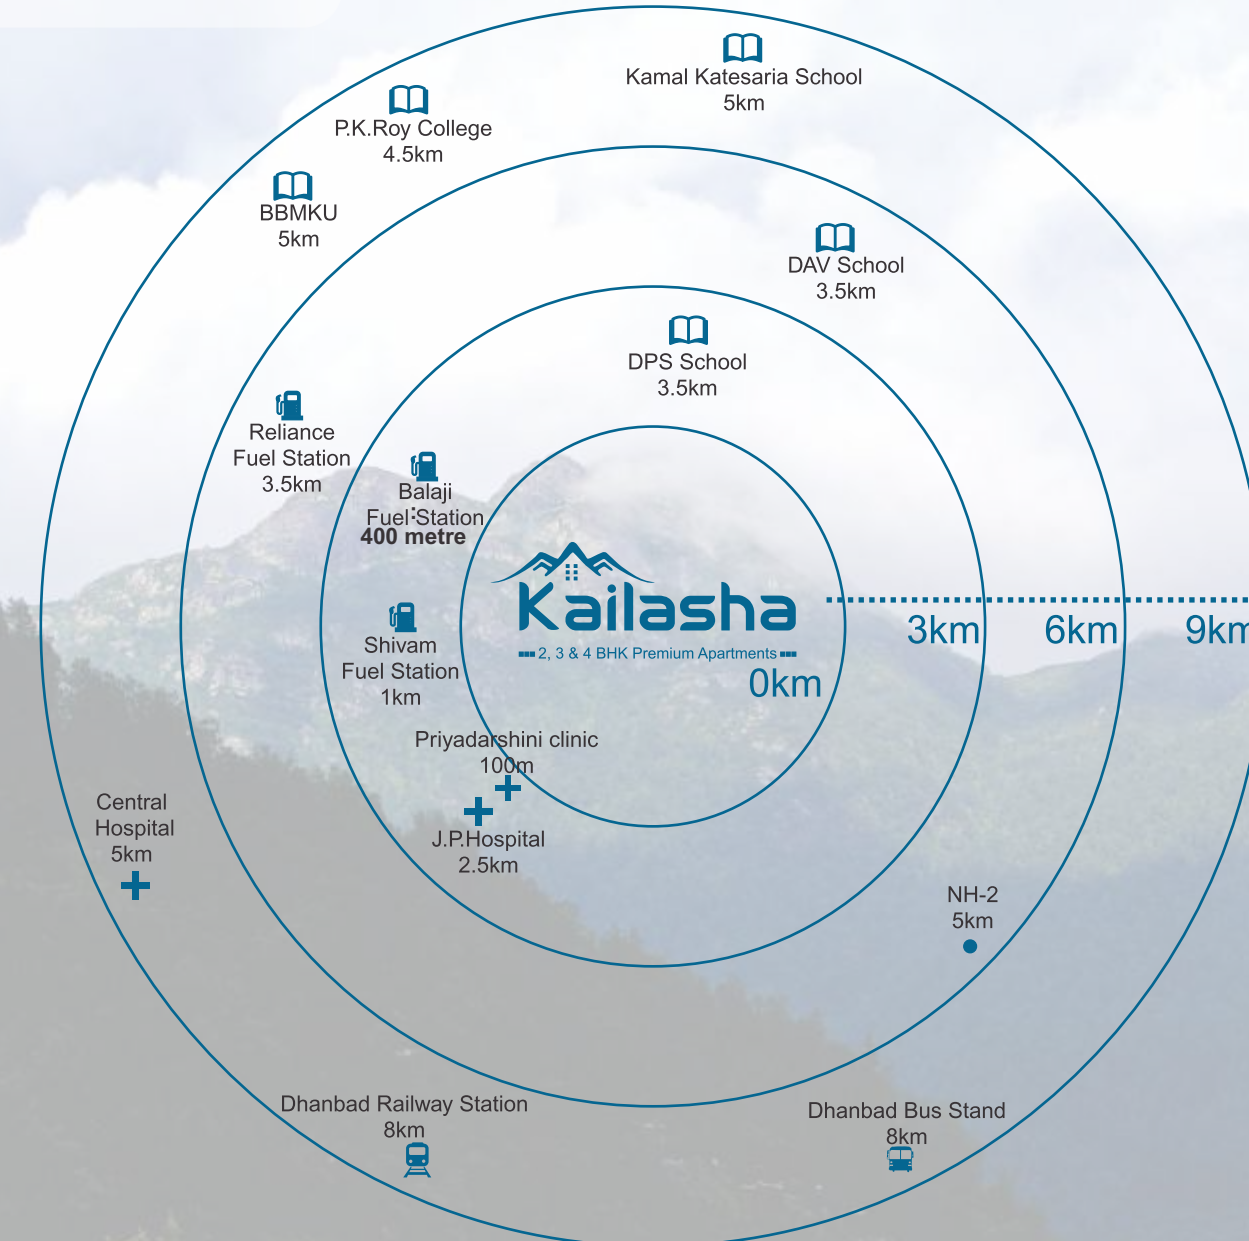 Kamal Katesaria School
5km
P.K.Roy College
4.5km
BBMKU
5km
DAV School
3.5km
DPS School
3.5km
Reliance
Fuel Station
3.5km
Balaji
Fuel Station
400 metre
Kailasha
2, 3 & 4 BHK Premium Apartments
0km
3km
6km
9km
Shivam
Fuel Station
1km
Priyadarshini clinic
100m
J.P.Hospital
2.5km
Central
Hospital
5km
NH-2
5km
Dhanbad Railway Station
8km
Dhanbad Bus Stand
8km